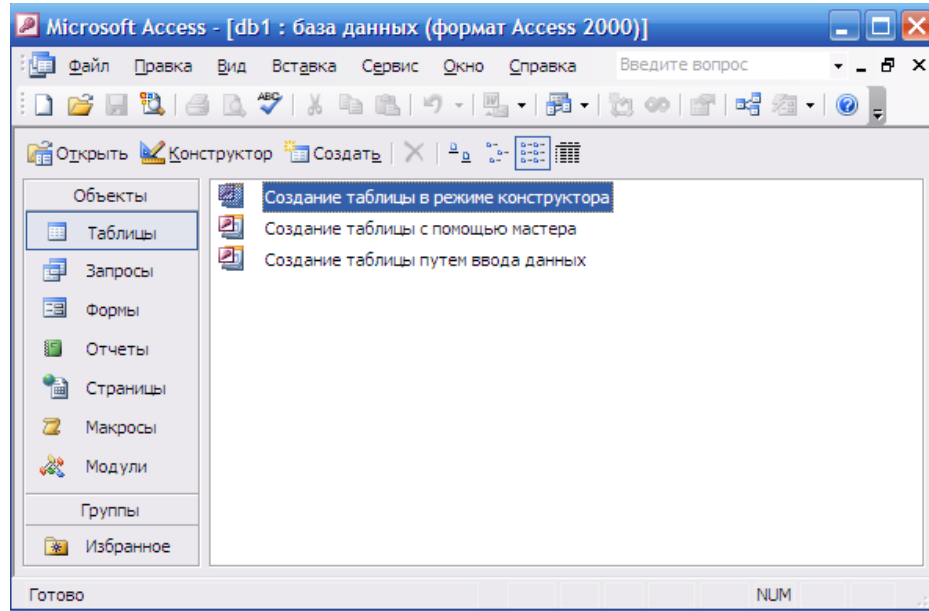 Microsoft Access - [db1 : база данных (формат Access 2000)]
Файл Правка Вид Вставка Сервис Окно Справка Введите вопрос
ABC
Открыть Конструктор Создать
Объекты
Таблицы
Запросы
Формы
Отчеты
Страницы
Макросы
Модули
Группы
Избранное
Создание таблицы в режиме конструктора
Создание таблицы с помощью мастера
Создание таблицы путем ввода данных
Готово NUM